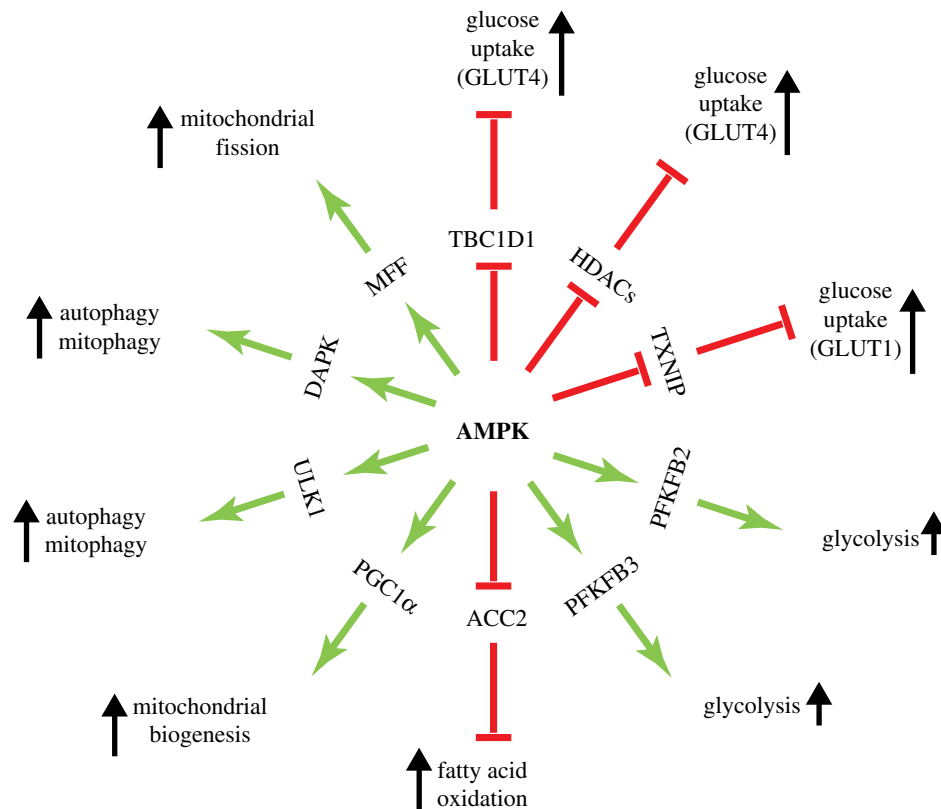 glucose
uptake
(GLUT4)
glucose
uptake
(GLUT4)
mitochondrial
fission
TBC1D1
HDACs
MFF
glucose
uptake
(GLUT1)
autophagy
mitophagy
DAPK
TXNIP
AMPK
PFKFB2
ULK1
autophagy
mitophagy
glycolysis
PGC1α
PFKFB3
ACC2
mitochondrial
biogenesis
glycolysis
fatty acid
oxidation